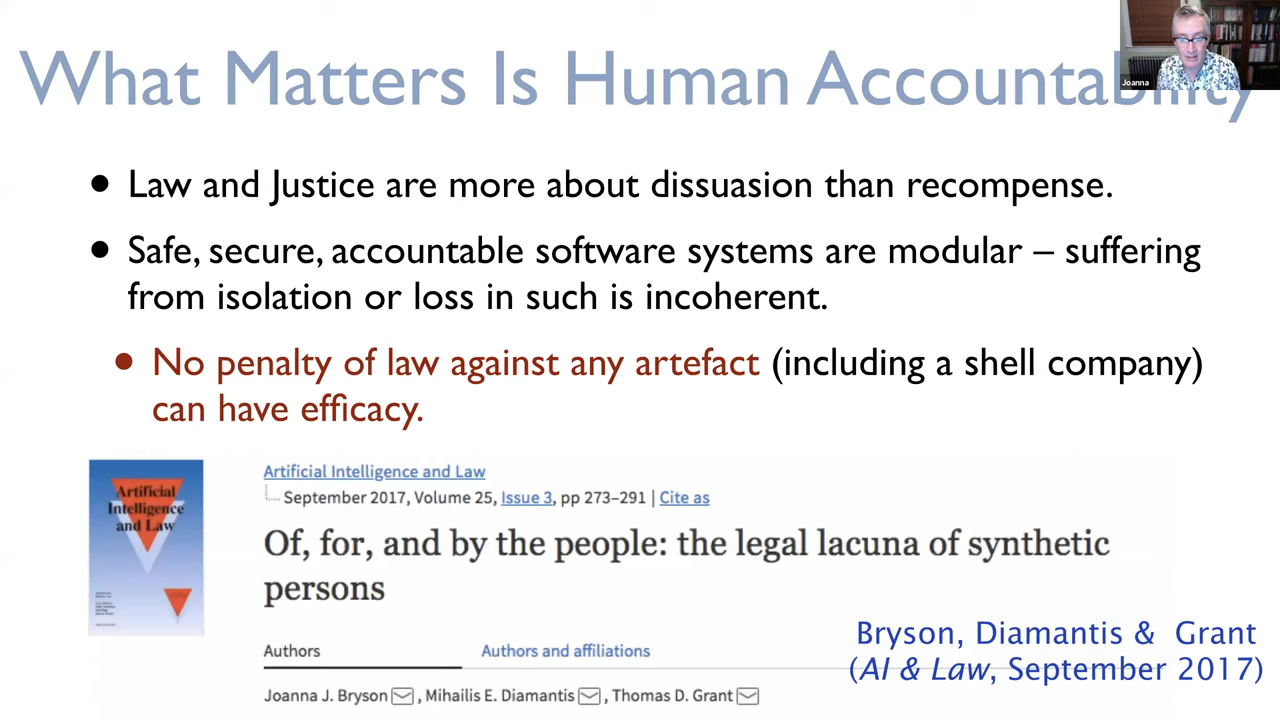 What Matters Is Human Accountability
Joanna
• Law and Justice are more about dissuasion than recompense.
• Safe, secure, accountable software systems are modular – suffering
from isolation or loss in such is incoherent.
• No penalty of law against any artefact (including a shell company)
can have efficacy.
Artificial
Intelligence
and Law
Artificial Intelligence and Law
September 2017, Volume 25, Issue 3, pp 273–291 | Cite as
Of, for, and by the people: the legal lacuna of synthetic
persons
Authors
Authors and affiliations
Joanna J. Bryson, Mihailis E. Diamantis, Thomas D. Grant
Bryson, Diamantis & Grant
(AI & Law, September 2017)